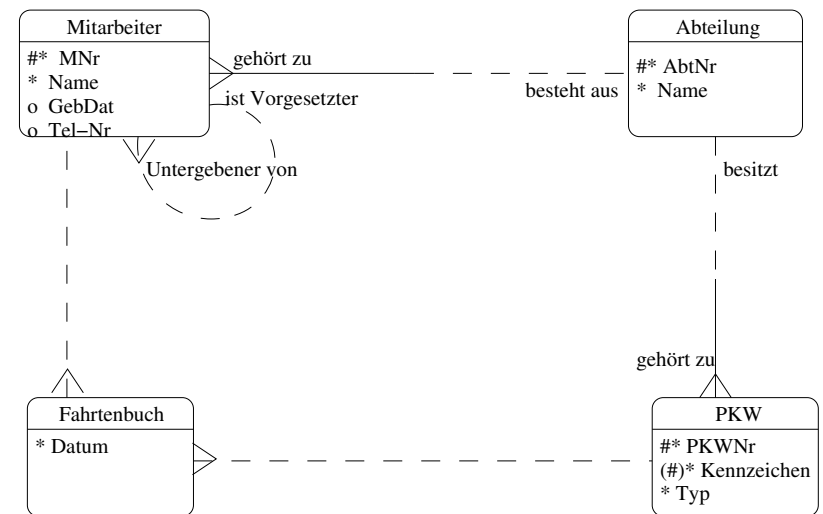 Mitarbeiter
#* MNr
* Name
o GebDat
o Tel-Nr
gehört zu
ist Vorgesetzter
Untergebener von
besteht aus
Abteilung
#* AbtNr
* Name
besitzt
gehört zu
Fahrtenbuch
* Datum
PKW
#* PKWNr
(#)* Kennzeichen
* Typ